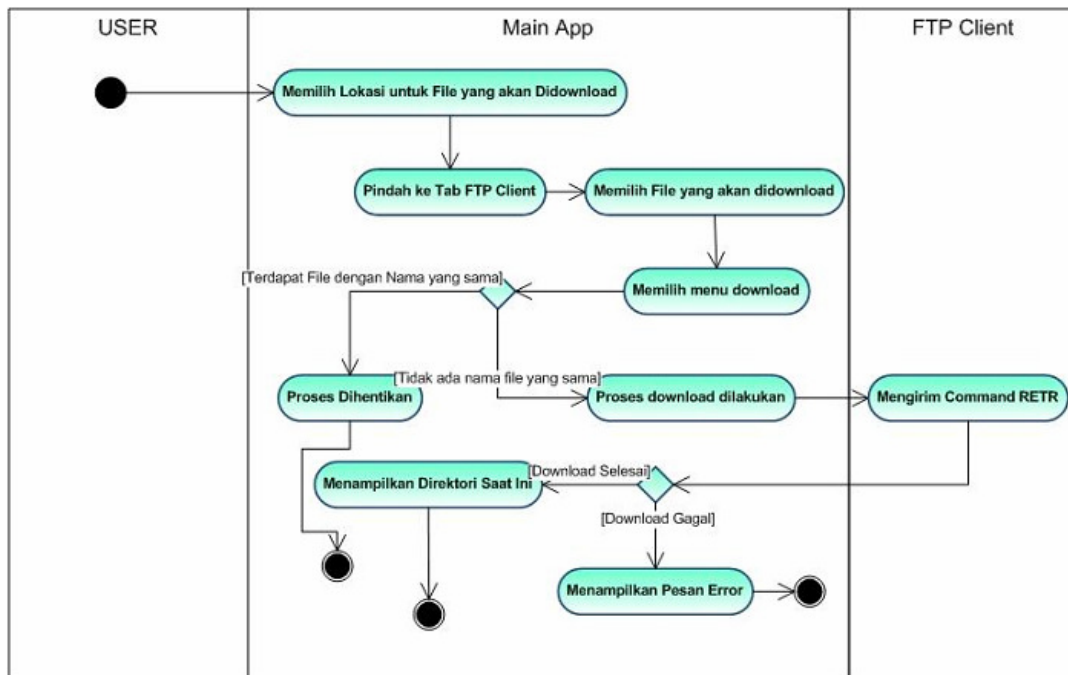 USER
Main App
FTP Client
Memilih Lokasi untuk File yang akan Didownload
Pindah ke Tab FTP Client
Memilih File yang akan didownload
[Terdapat File dengan Nama yang sama]
Memilih menu download
[Tidak ada nama file yang sama]
Proses Dihentikan
Proses download dilakukan
Mengirim Command RETR
[Download Selesai]
Menampilkan Direktori Saat Ini
[Download Gagal]
Menampilkan Pesan Error